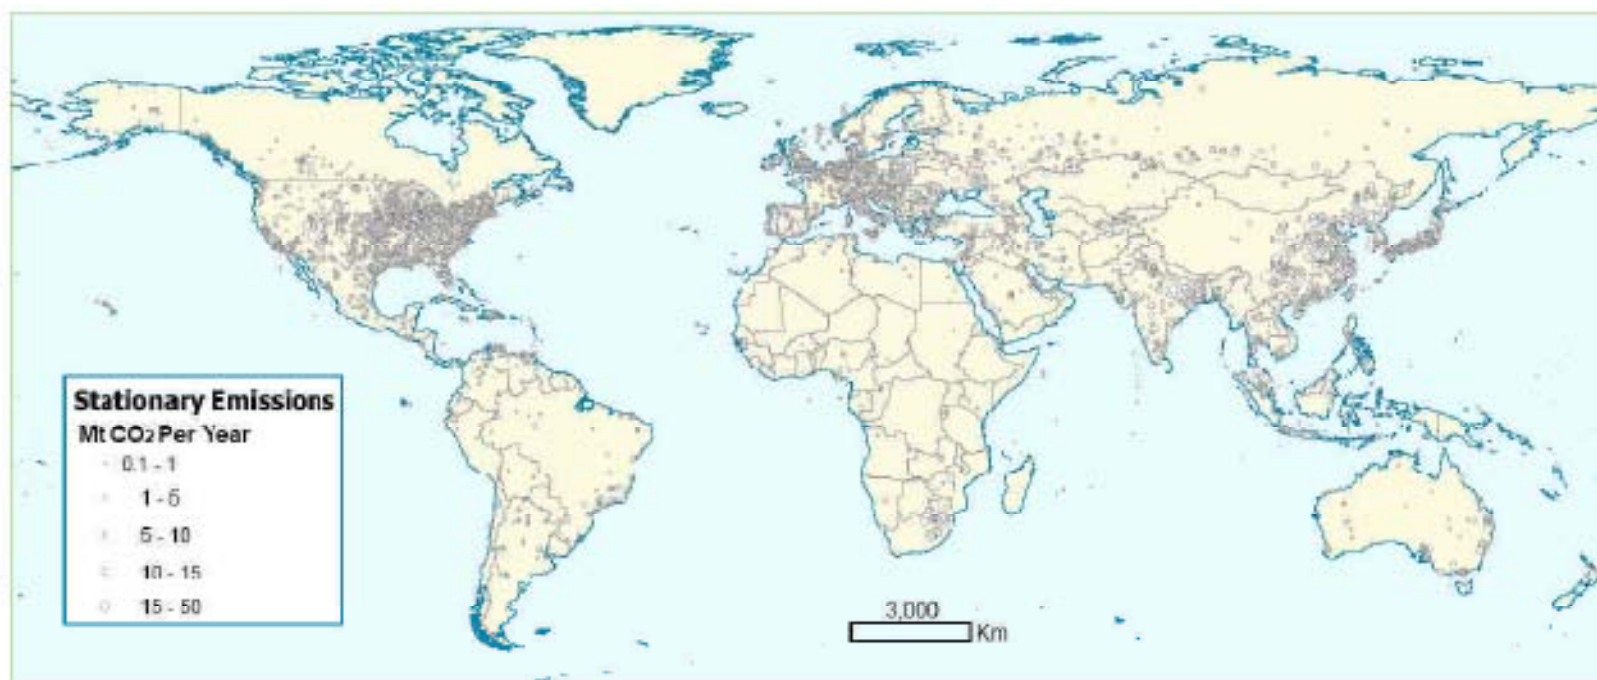 Stationary Emissions
Mt CO2 Per Year
0.1 - 1
1 - 5
5 - 10
10 - 15
15 - 50
3,000
Km